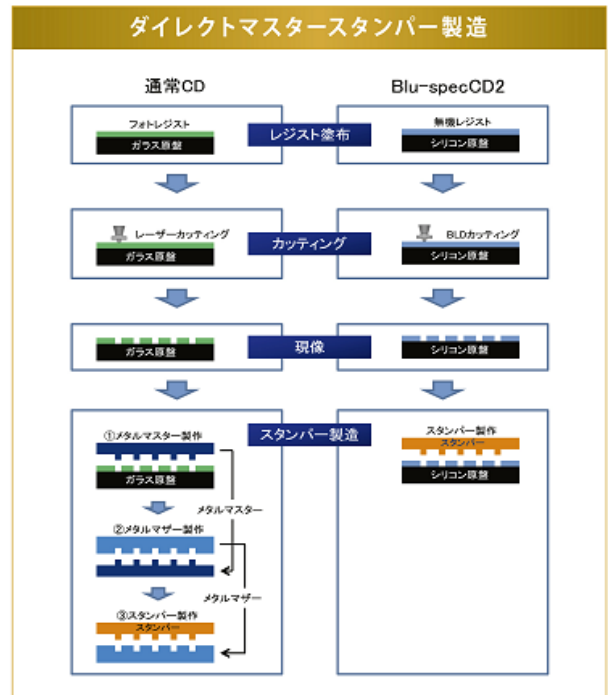 ダイレクトマスタースタンパー製造
通常CD
Blu-specCD2
フォトレジスト
ガラス原盤
レジスト塗布
無機レジスト
シリコン原盤
レーザーカッティング
ガラス原盤
カッティング
BLDカッティング
シリコン原盤
ガラス原盤
現像
シリコン原盤
スタンパー製造
①メタルマスター製作
ガラス原盤
メタルマスター
②メタルマザー製作
メタルマザー
③スタンパー製作
スタンパー
スタンパー製作
スタンパー
シリコン原盤